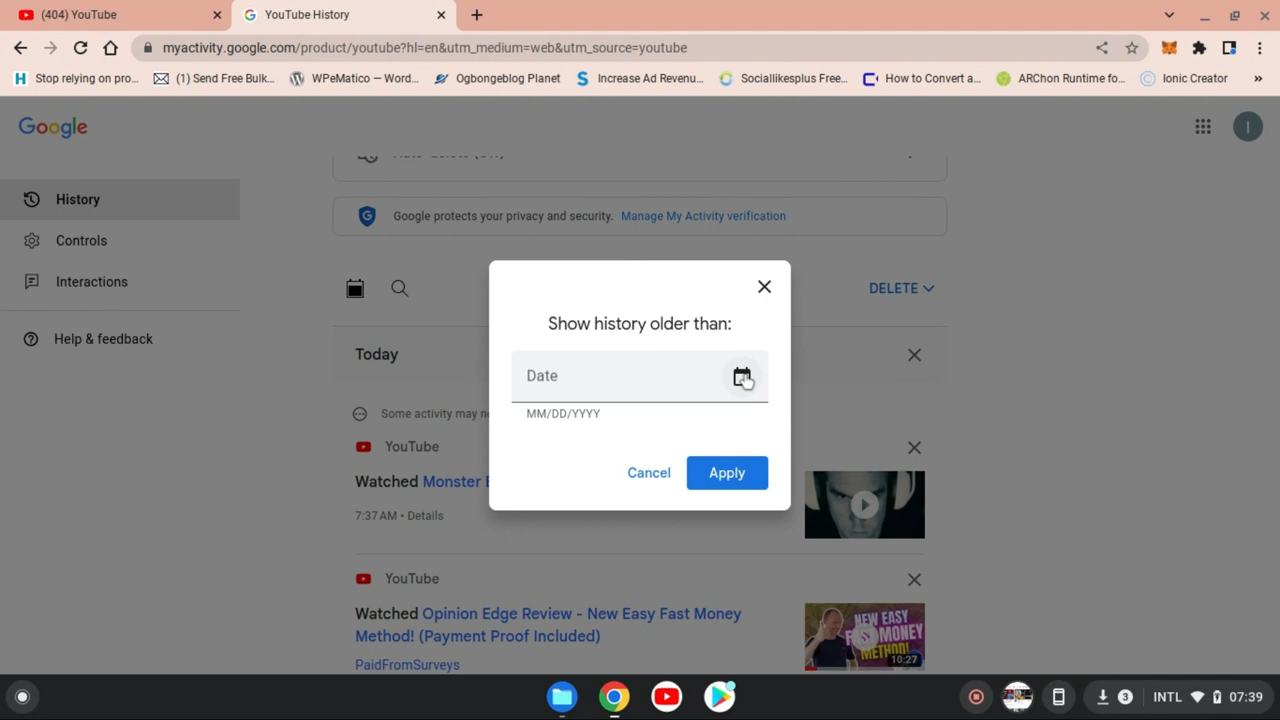 (404) YouTube
YouTube History
myactivity.google.com/product/youtube?hl=en&utm_medium=web&utm_source=youtube
Stop relying on pro...
(1) Send Free Bulk...
WPeMatico — Word...
Ogbongeblog Planet
Increase Ad Revenu...
Sociallikesplus Free...
How to Convert a...
ARChon Runtime fo...
Ionic Creator
»
Google
I
History
Controls
Interactions
Help & feedback
Google protects your privacy and security. Manage My Activity verification
DELETE
Show history older than:
Date
MM/DD/YYYY
Cancel
Apply
Today
Some activity may
YouTube
Watched Monster
7:37 AM • Details
YouTube
Watched Opinion Edge Review - New Easy Fast Money
Method! (Payment Proof Included)
PaidFromSurveys
NEW EASY
FAST MONEY
METHOD!
10:27
3
INTL
07:39